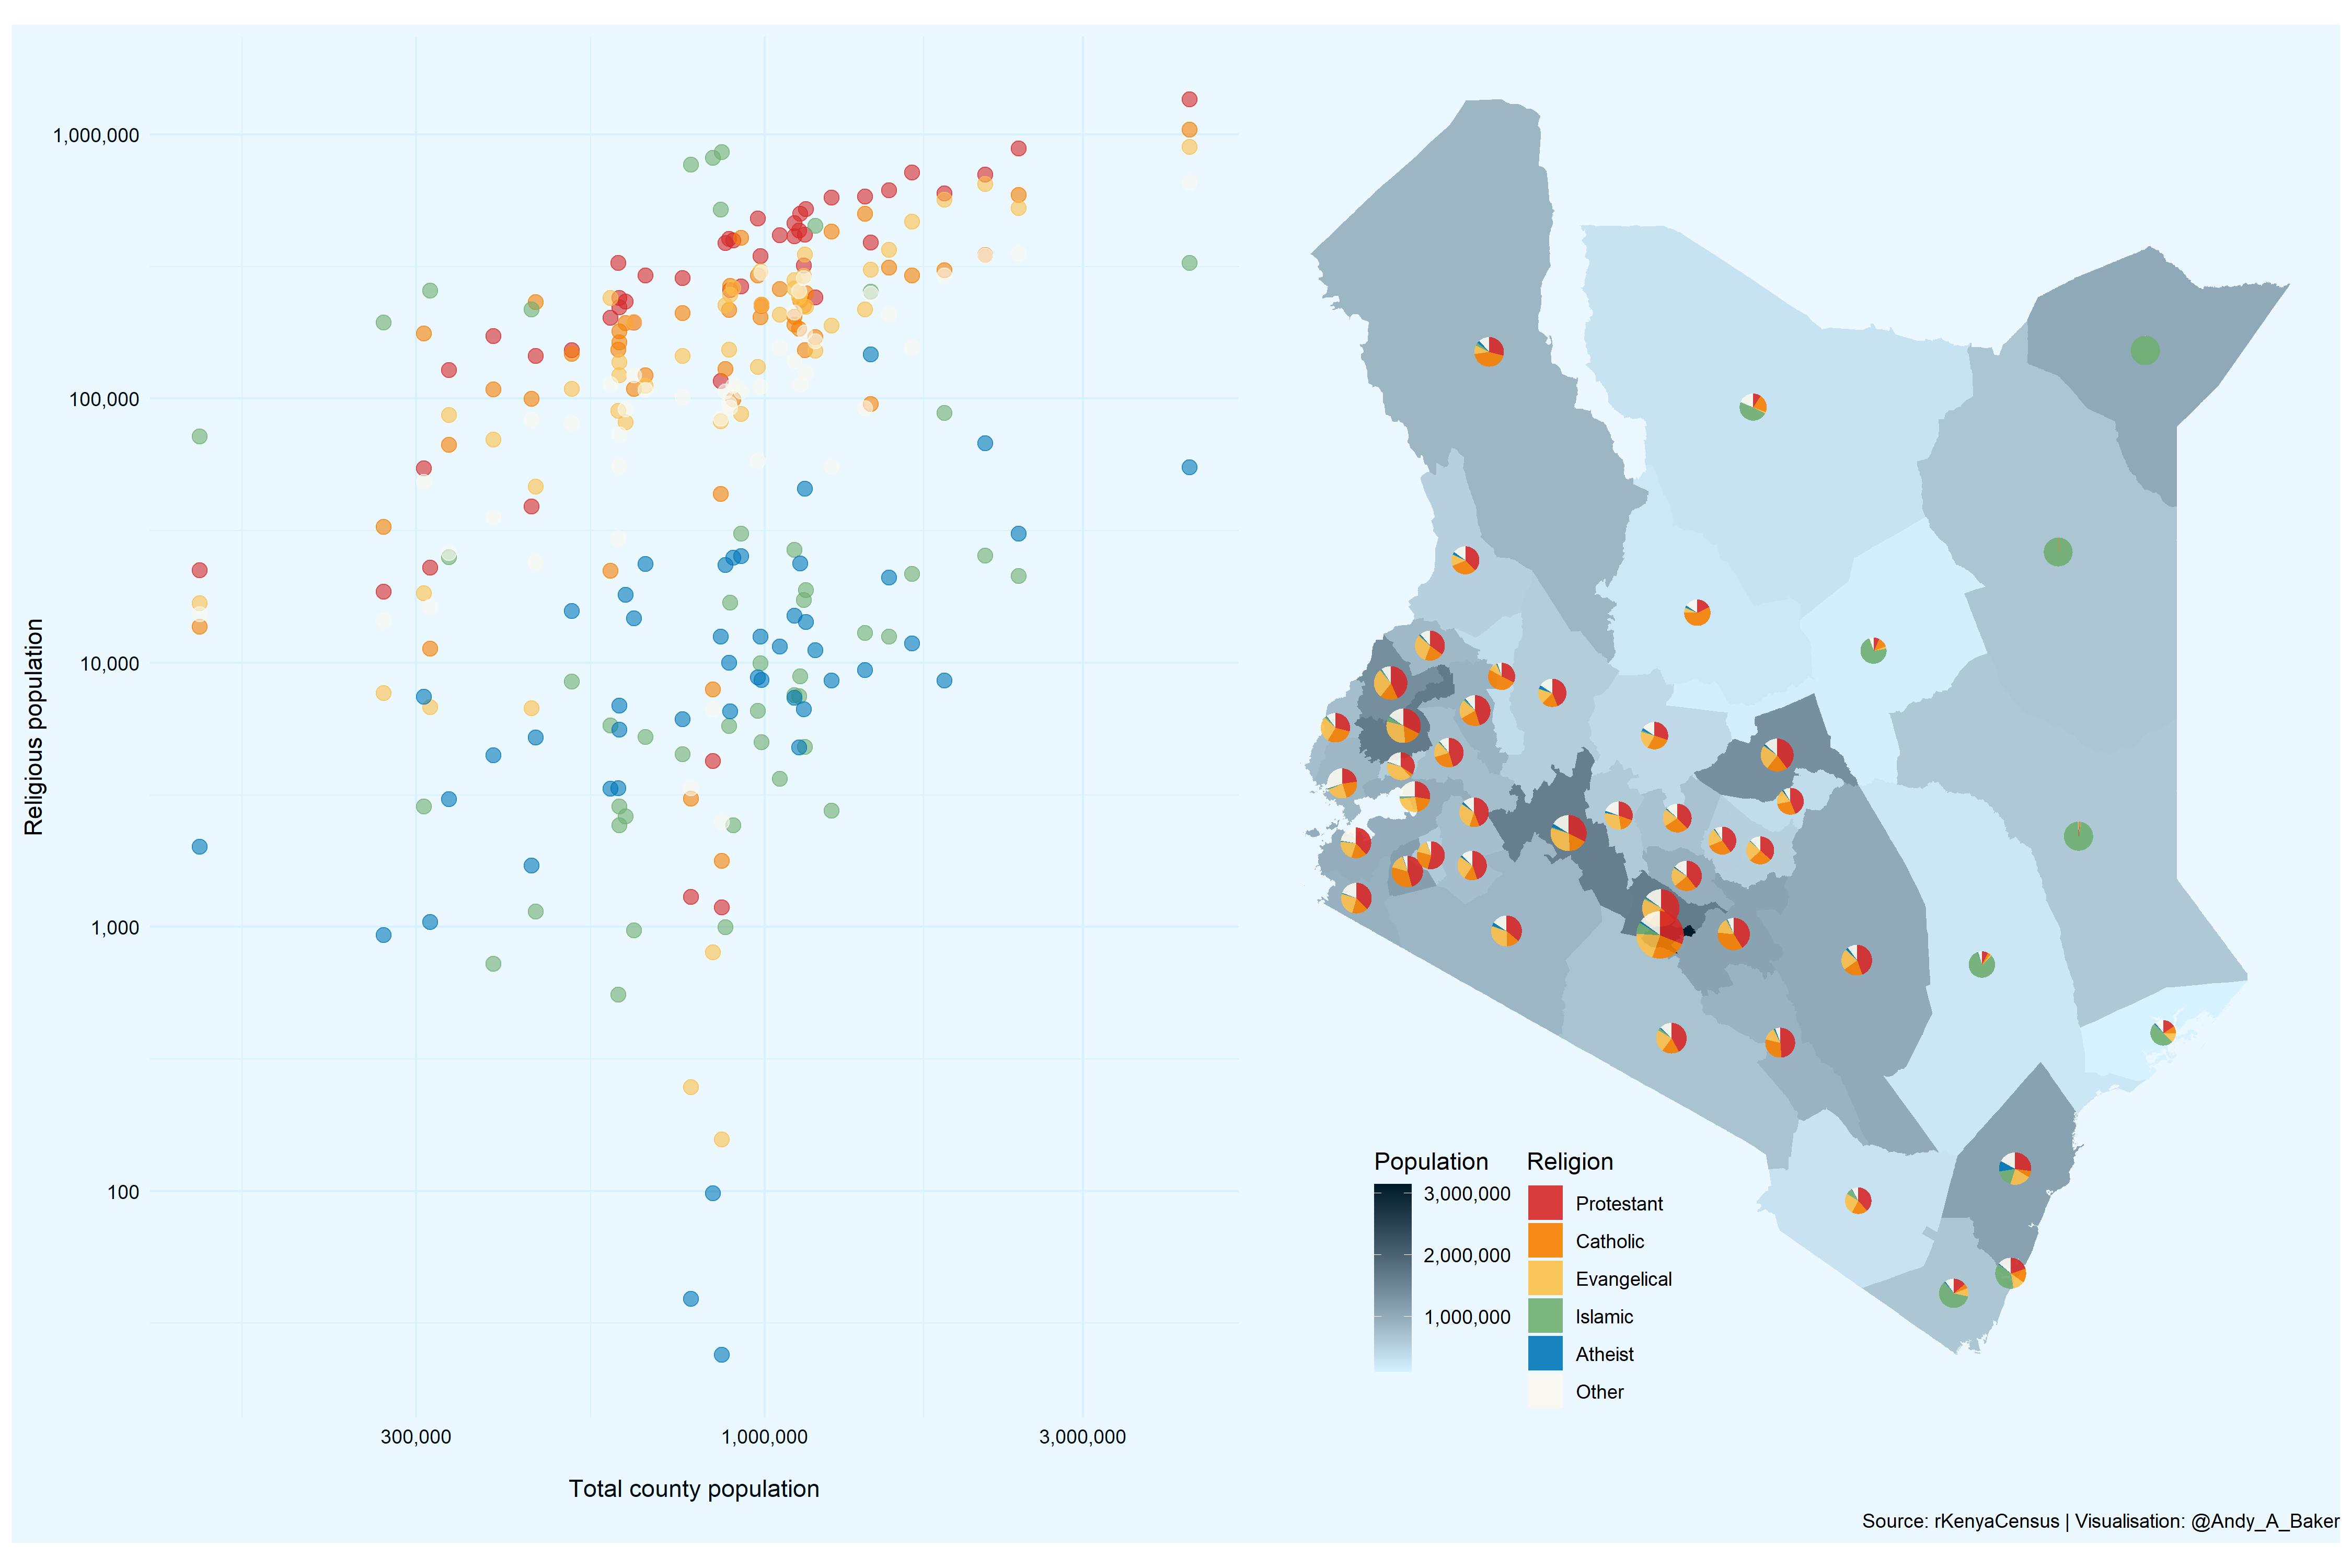 1,000,000
100,000
10,000
1,000
100
Religious population
300,000
1,000,000
3,000,000
Total county population
Population
3,000,000
2,000,000
1,000,000
Religion
Protestant
Catholic
Evangelical
Islamic
Atheist
Other
Source: rKenyaCensus | Visualisation: @Andy_A_Baker